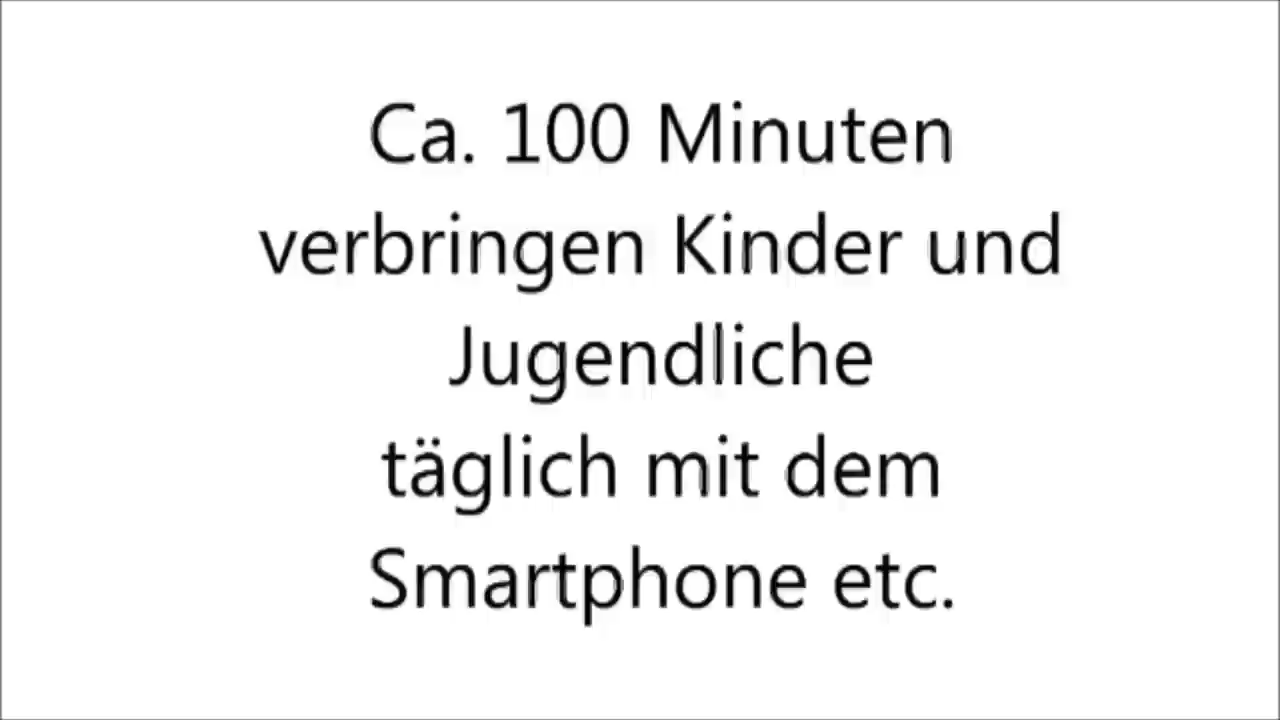 Ca. 100 Minuten
verbringen Kinder und
Jugendliche
täglich mit dem
Smartphone etc.